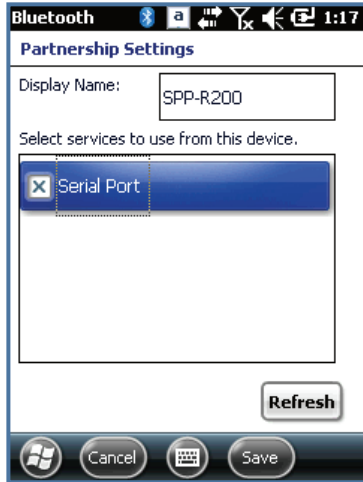 Bluetooth a 1:17
Partnership Settings
Display Name: SPP-R200
Select services to use from this device.
Serial Port
Refresh
Cancel Save